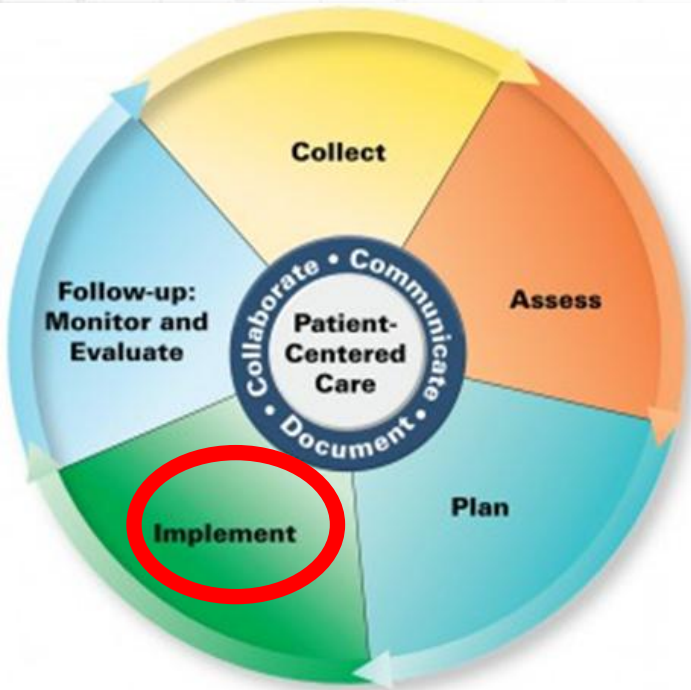 Collect
Assess
Plan
Implement
Follow-up:
Monitor and
Evaluate
Collaborate • Communicate • Document •
Patient-
Centered
Care